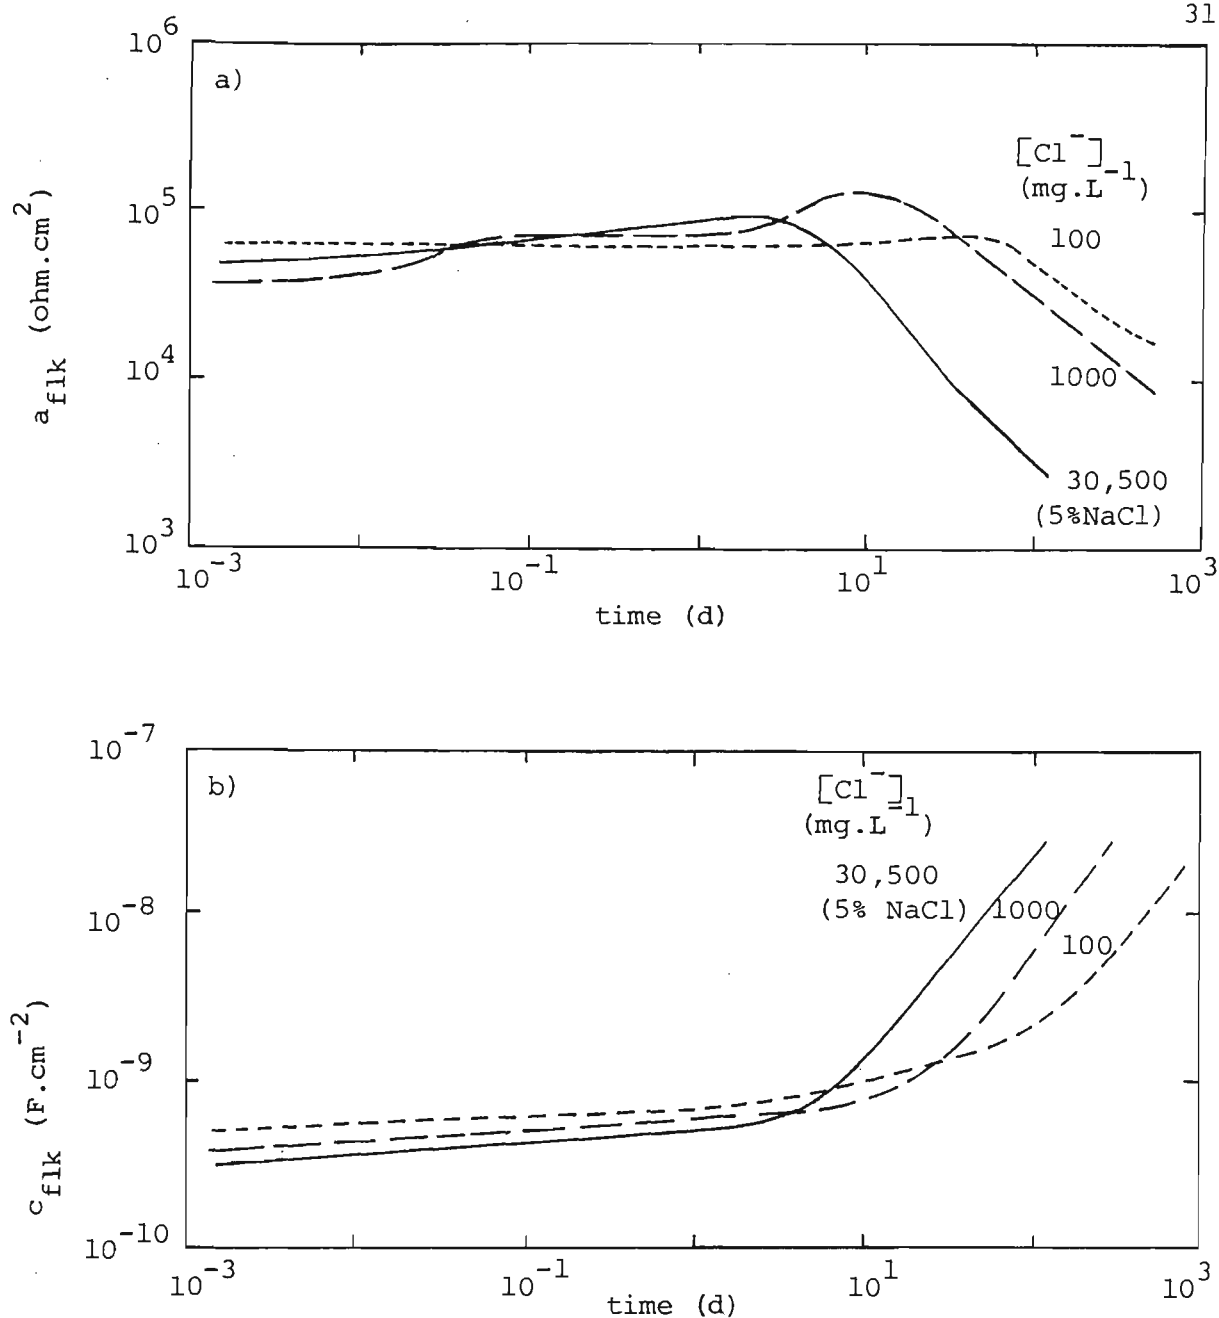 31
10^6
a)
[Cl^-]
(mg.L^-1)
10^5
100
a_flk (ohm.cm^2)
10^4
1000
30,500
(5%NaCl)
10^3
10^-3 10^-1 10^1 10^3
time (d)
10^-7
b)
[Cl^-]
(mg.L^-1)
30,500
(5% NaCl) 1000
10^-8
100
c_flk (F.cm^-2)
10^-9
10^-10
10^-3 10^-1 10^1 10^3
time (d)